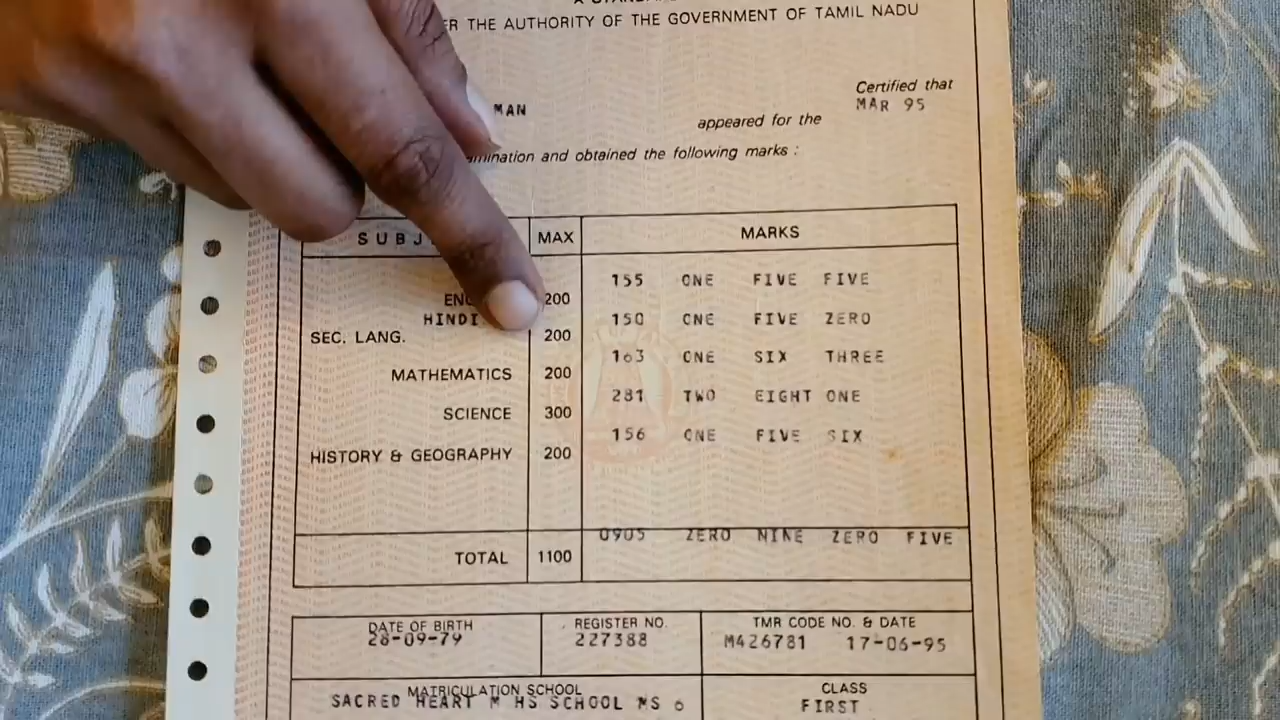 ER THE AUTHORITY OF THE GOVERNMENT OF TAMIL NADU
Certified that
MAN MAR 95
appeared for the
and obtained the following marks :
MAX MARKS
155 ONE FIVE FIVE
200
HINDI 150 ONE FIVE ZERO
SEC. LANG. 200
163 ONE SIX THREE
MATHEMATICS 200
281 TWO EIGHT ONE
SCIENCE 300
156 ONE FIVE SIX
HISTORY & GEOGRAPHY 200
0905 ZERO NINE ZERO FIVE
TOTAL 1100
DATE OF BIRTH REGISTER NO. TMR CODE NO. & DATE
28-09-79 227388 M426781 17-06-95
MATRICULATION SCHOOL CLASS
SACRED HEART M HS SCHOOL MS 6 FIRST